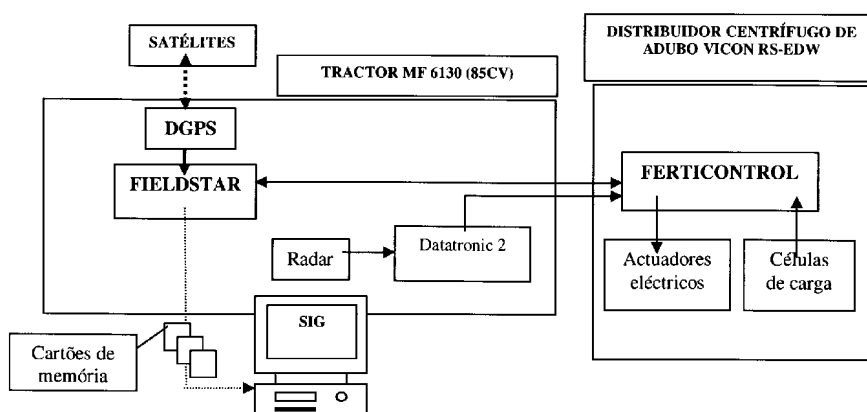 SATÉLITES
TRACTOR MF 6130 (85CV)
DISTRIBUIDOR CENTRÍFUGO DE
ADUBO VICON RS-EDW
DGPS
FIELDSTAR
FERTICONTROL
Radar
Datatronic 2
Actuadores
eléctricos
Células
de carga
SIG
Cartões de
memória